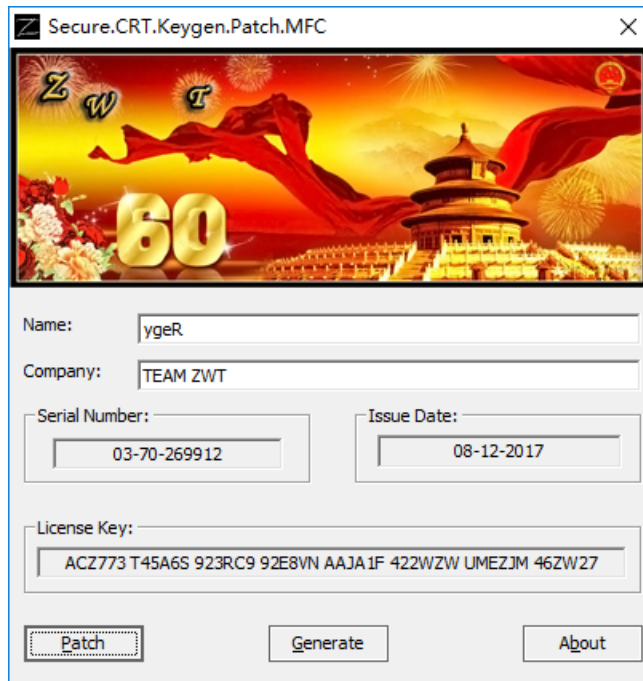 Secure.CRT.Keygen.Patch.MFC
Z W T
60
Name: ygeR
Company: TEAM ZWT
Serial Number: Issue Date:
03-70-269912 08-12-2017
License Key:
ACZ773 T45A6S 923RC9 92E8VN AAJA1F 422WZW UMEZJM 46ZW27
Patch Generate About